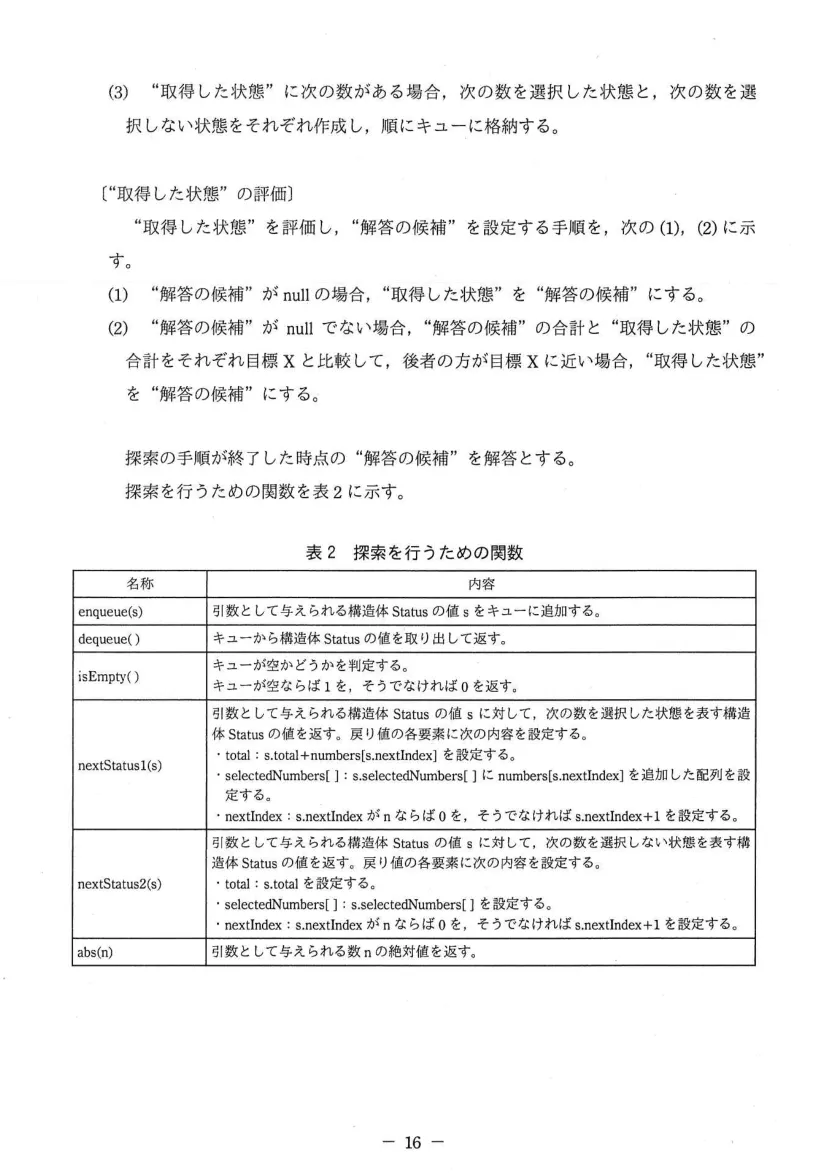 (3) “取得した状態”に次の数がある場合，次の数を選択した状態と，次の数を選
択しない状態をそれぞれ作成し，順にキューに格納する。
〔“取得した状態”の評価〕
“取得した状態”を評価し，“解答の候補”を設定する手順を，次の (1)，(2) に示
す。
(1) “解答の候補”が null の場合，“取得した状態”を“解答の候補”にする。
(2) “解答の候補”が null でない場合，“解答の候補”の合計と“取得した状態”の
合計をそれぞれ目標 X と比較して，後者の方が目標 X に近い場合，“取得した状態”
を“解答の候補”にする。
探索の手順が終了した時点の“解答の候補”を解答とする。
探索を行うための関数を表 2 に示す。
表 2 探索を行うための関数
名称 内容
enqueue(s) 引数として与えられる構造体 Status の値 s をキューに追加する。
dequeue( ) キューから構造体 Status の値を取り出して返す。
isEmpty( ) キューが空かどうかを判定する。
キューが空ならば 1 を，そうでなければ 0 を返す。
nextStatus1(s) 引数として与えられる構造体 Status の値 s に対して，次の数を選択した状態を表す構造
体 Status の値を返す。戻り値の各要素に次の内容を設定する。
・total：s.total+numbers[s.nextIndex] を設定する。
・selectedNumbers[ ]：s.selectedNumbers[ ] に numbers[s.nextIndex] を追加した配列を設
定する。
・nextIndex：s.nextIndex が n ならば 0 を，そうでなければ s.nextIndex+1 を設定する。
nextStatus2(s) 引数として与えられる構造体 Status の値 s に対して，次の数を選択しない状態を表す構
造体 Status の値を返す。戻り値の各要素に次の内容を設定する。
・total：s.total を設定する。
・selectedNumbers[ ]：s.selectedNumbers[ ] を設定する。
・nextIndex：s.nextIndex が n ならば 0 を，そうでなければ s.nextIndex+1 を設定する。
abs(n) 引数として与えられる数 n の絶対値を返す。
－ 16 －